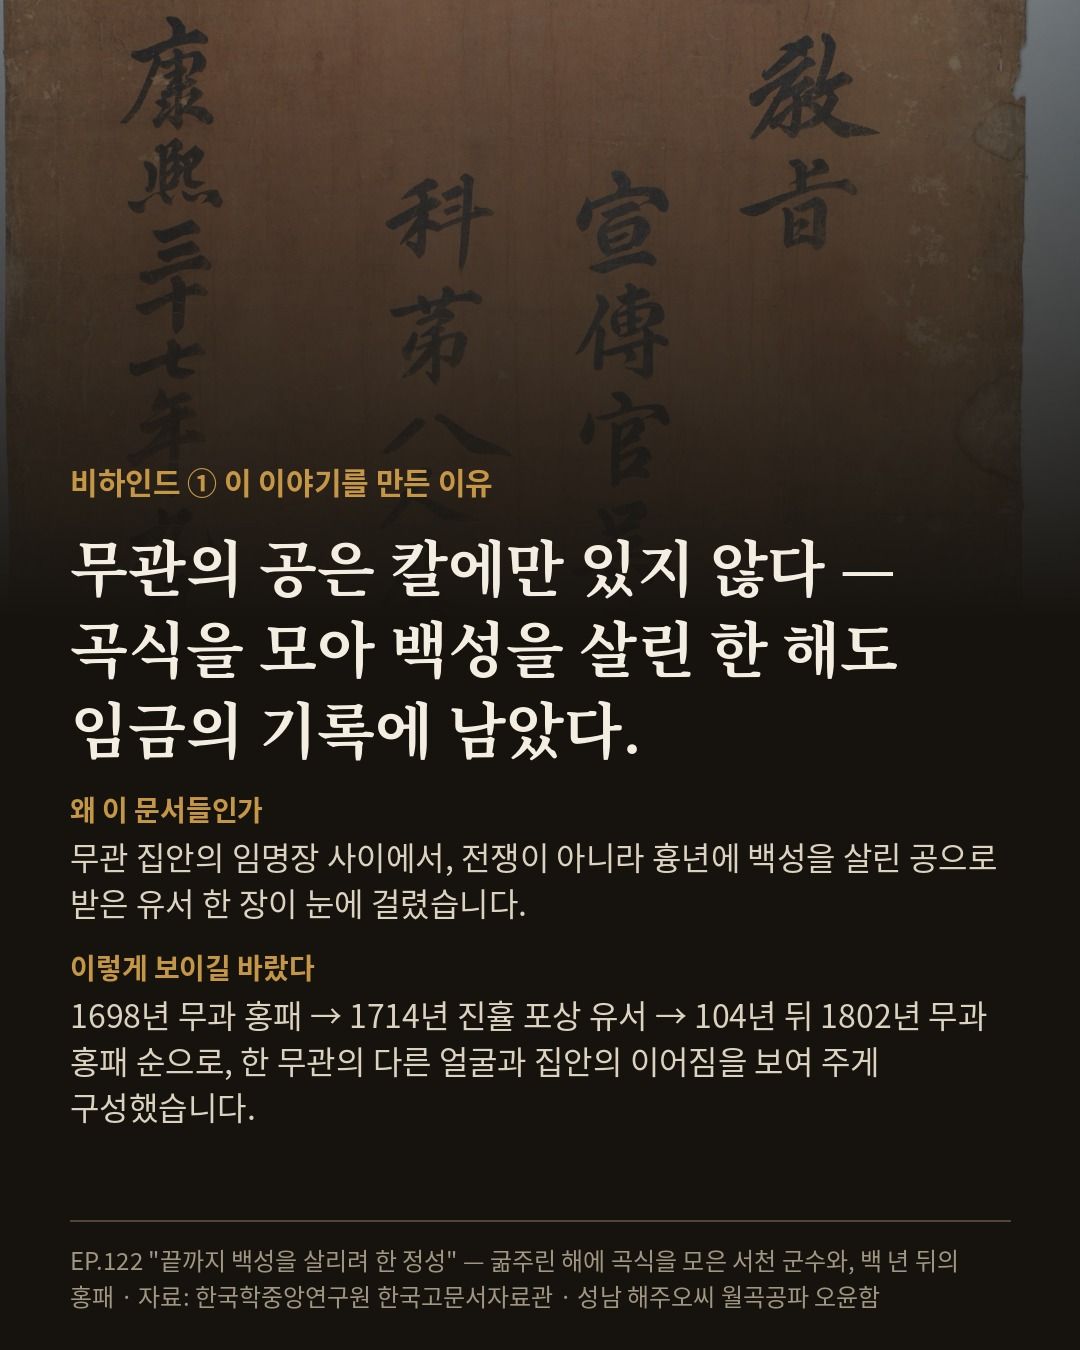 敎旨
宣傳官吳
科第八人
康熙三十七年
비하인드 ① 이 이야기를 만든 이유
무관의 공은 칼에만 있지 않다 —
곡식을 모아 백성을 살린 한 해도
임금의 기록에 남았다.
왜 이 문서들인가
무관 집안의 임명장 사이에서, 전쟁이 아니라 흉년에 백성을 살린 공으로
받은 유서 한 장이 눈에 걸렸습니다.
이렇게 보이길 바랐다
1698년 무과 홍패 → 1714년 진휼 포상 유서 → 104년 뒤 1802년 무과
홍패 순으로, 한 무관의 다른 얼굴과 집안의 이어짐을 보여 주게
구성했습니다.
EP.122 "끝까지 백성을 살리려 한 정성" — 굶주린 해에 곡식을 모은 서천 군수와, 백 년 뒤의
홍패 · 자료: 한국학중앙연구원 한국고문서자료관 · 성남 해주오씨 월곡공파 오윤함